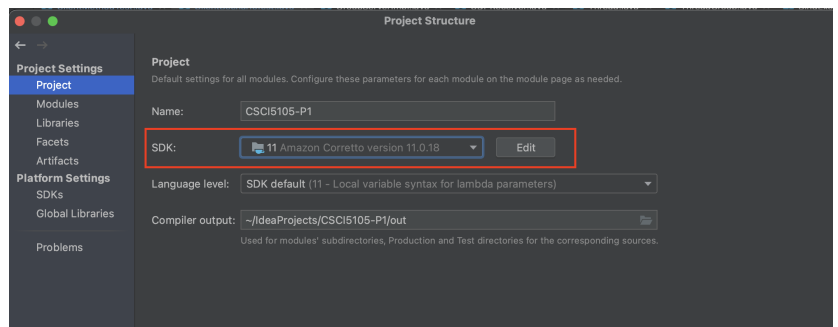 Project Structure
Project Settings
Project
Modules
Libraries
Facets
Artifacts
Platform Settings
SDKs
Global Libraries
Problems
Project
Default settings for all modules. Configure these parameters for each module on the module page as needed.
Name: CSCI5105-P1
SDK: 11 Amazon Corretto version 11.0.18 Edit
Language level: SDK default (11 - Local variable syntax for lambda parameters)
Compiler output: ~/IdeaProjects/CSCI5105-P1/out
Used for modules' subdirectories, Production and Test directories for the corresponding sources.